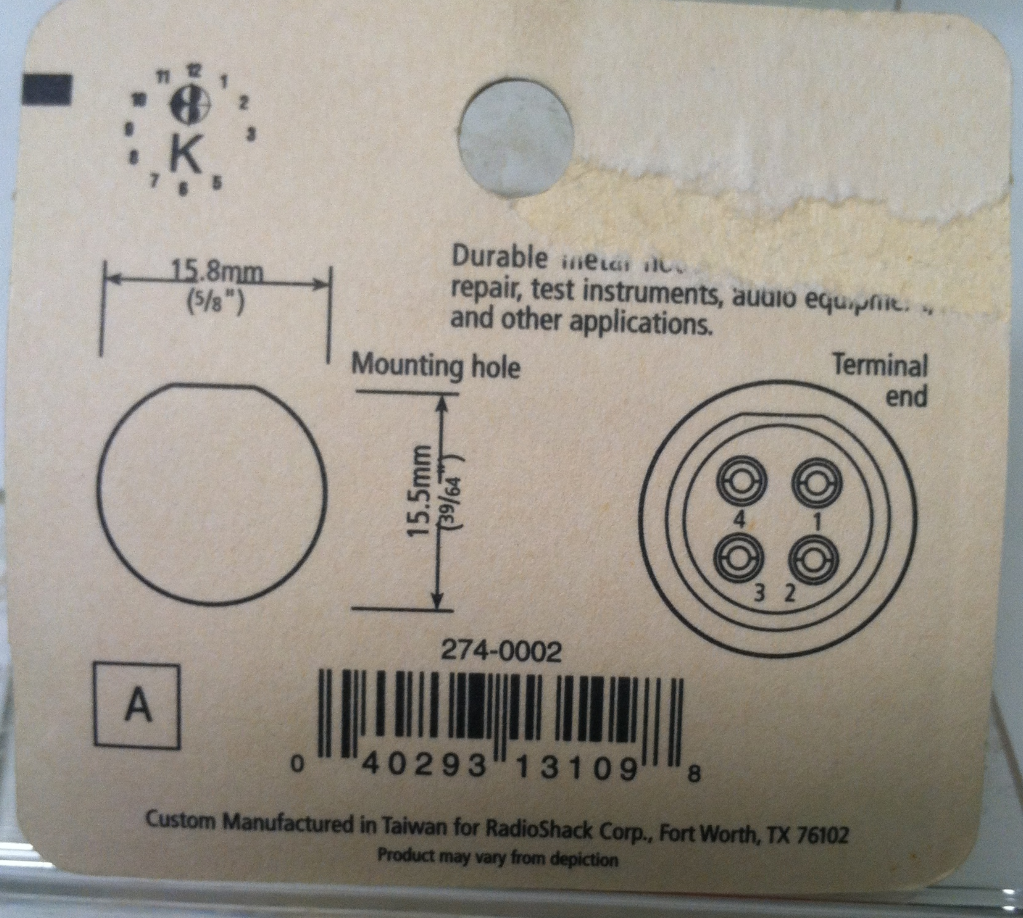 11 12 1
10 2
9 3
8 K
7 6 5
15.8mm
(5/8")
Durable metal
repair, test instruments, audio
and other applications.
Mounting hole
Terminal
end
15.5mm
(39/64")
4 1
3 2
274-0002
A
0 40293 13109 8
Custom Manufactured in Taiwan for RadioShack Corp., Fort Worth, TX 76102
Product may vary from depiction